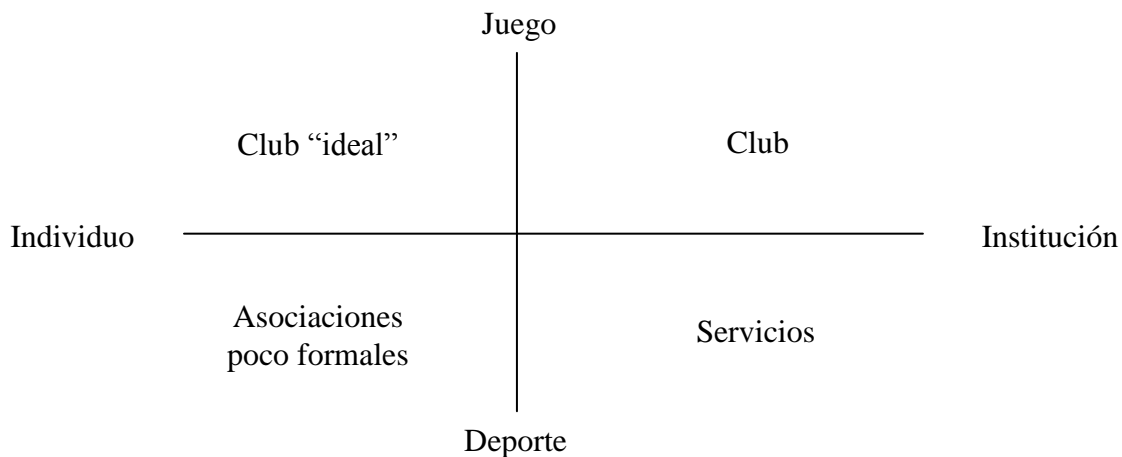 Juego
Club “ideal”
Club
Individuo
Institución
Asociaciones
poco formales
Servicios
Deporte